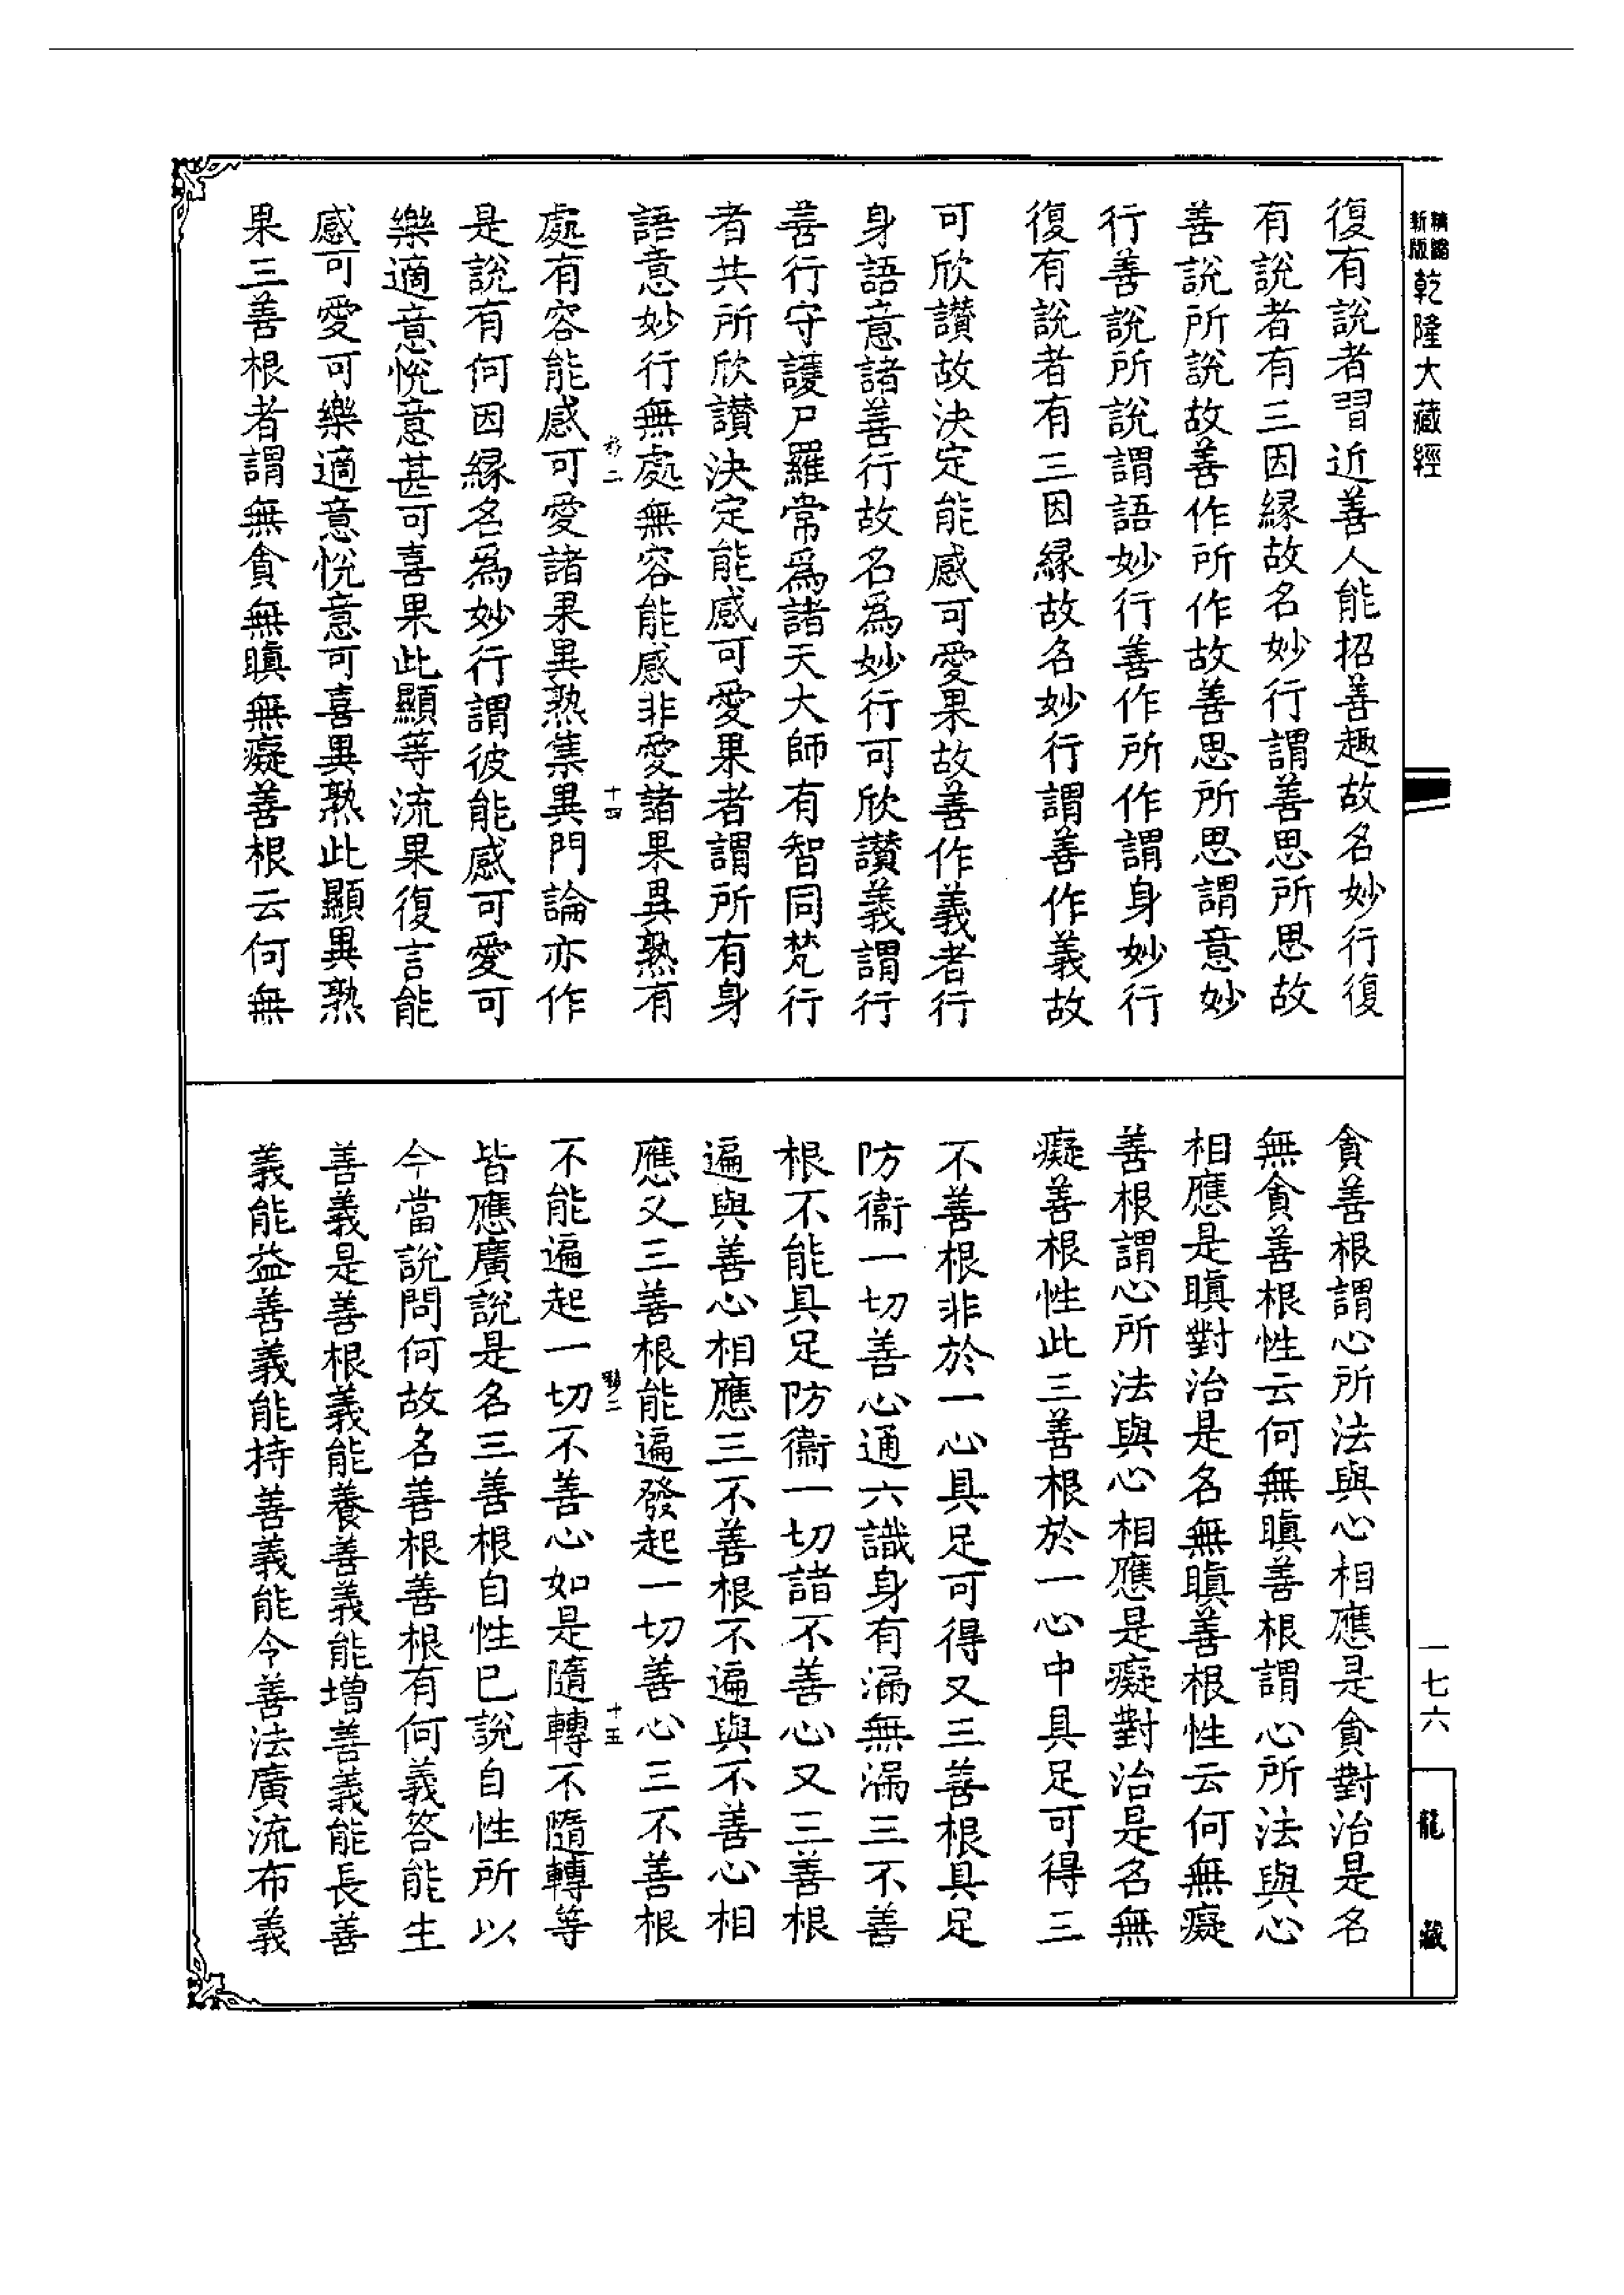 精縮新版乾隆大藏經
復有說者習近善人能招善趣故名妙行復
有說者有三因緣故名妙行謂善思所思故
善說所說故善作所作故善思所思謂意妙
行善說所說謂語妙行善作所作謂身妙行
復有說者有三因緣故名妙行謂善作義故
可欣讚故決定能感可愛果故善作義者行
身語意諸善行故名為妙行可欣讚義謂行
善行守護尸羅常為諸天大師有智同梵行
者共所欣讚決定能感可愛果者謂所有身
語意妙行無處無容能感非愛諸果異熟有
十四
處有容能感可愛諸果異熟集異門論亦作
是說有何因緣名為妙行謂彼能感可愛可
樂適意悅意甚可喜果此顯等流果復言能
感可愛可樂適意悅意可喜異熟此顯異熟
果三善根者謂無貪無瞋無癡善根云何無
貪善根謂心所法與心相應是貪對治是名
無貪善根性云何無瞋善根謂心所法與心
相應是瞋對治是名無瞋善根性云何無癡
善根謂心所法與心相應是癡對治是名無
癡善根性此三善根於一心中具足可得三
不善根非於一心具足可得又三善根具足
防衞一切善心通六識身有漏無漏三不善
根不能具足防衞一切諸不善心又三善根
遍與善心相應三不善根不遍與不善心相
應又三善根能遍發起一切善心三不善根
十五
不能遍起一切不善心如是隨轉不隨轉等
皆應廣說是名三善根自性已說自性所以
今當說問何故名善根善根有何義答能生
善義是善根義能養善義能增善義能長善
義能益善義能持善義能令善法廣流布義
一七六
龍藏